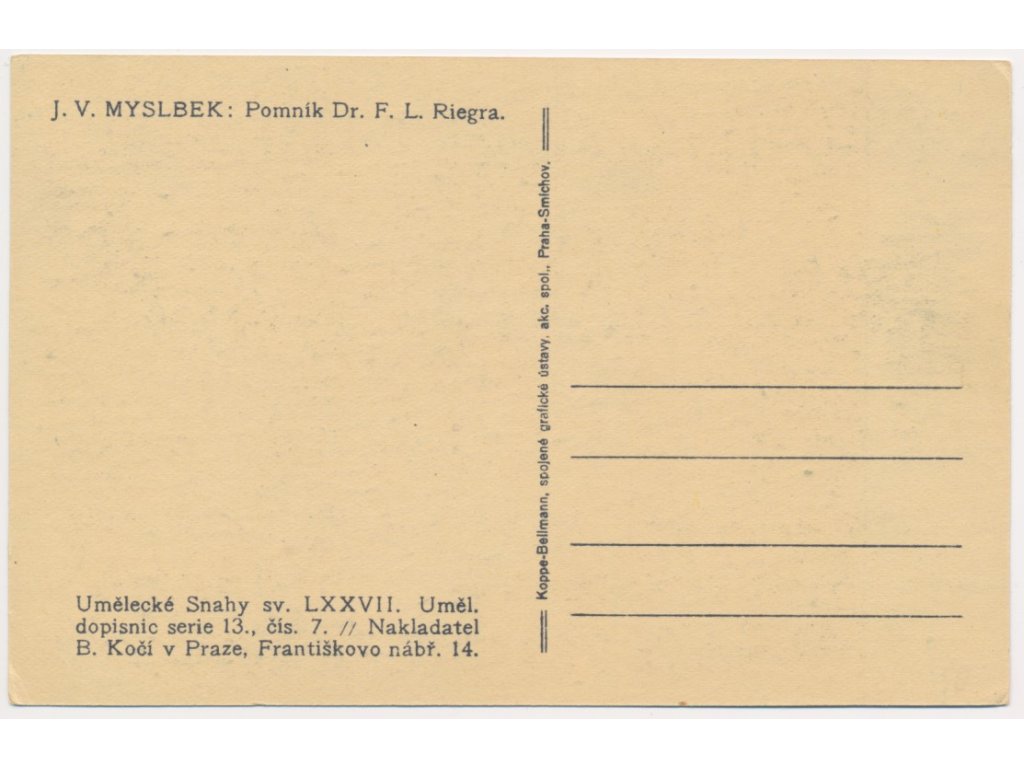 J. V. MYSLBEK: Pomník Dr. F. L. Riegra.
Koppe-Bellmann, spojené grafické ústavy, akc. spol., Praha-Smíchov.
Umělecké Snahy sv. LXXVII. Uměl.
dopisnic serie 13., čís. 7. // Nakladatel
B. Kočí v Praze, Františkovo nábř. 14.